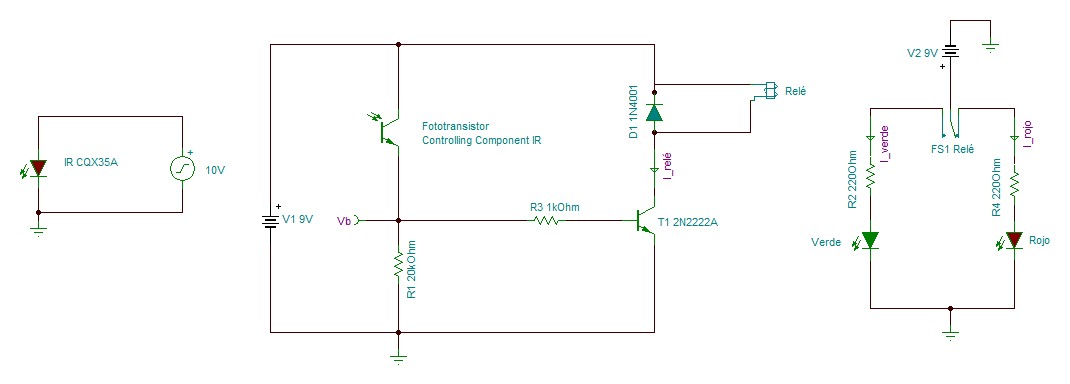 IR CQX35A
+
10V
+
V1 9V
Fototransistor
Controlling Component IR
Vb
R1 20kOhm
R3 1kOhm
D1 1N4001
Relé
I_relé
T1 2N2222A
V2 9V
+
FS1 Relé
I_verde
R2 220Ohm
Verde
I_rojo
R4 220Ohm
Rojo